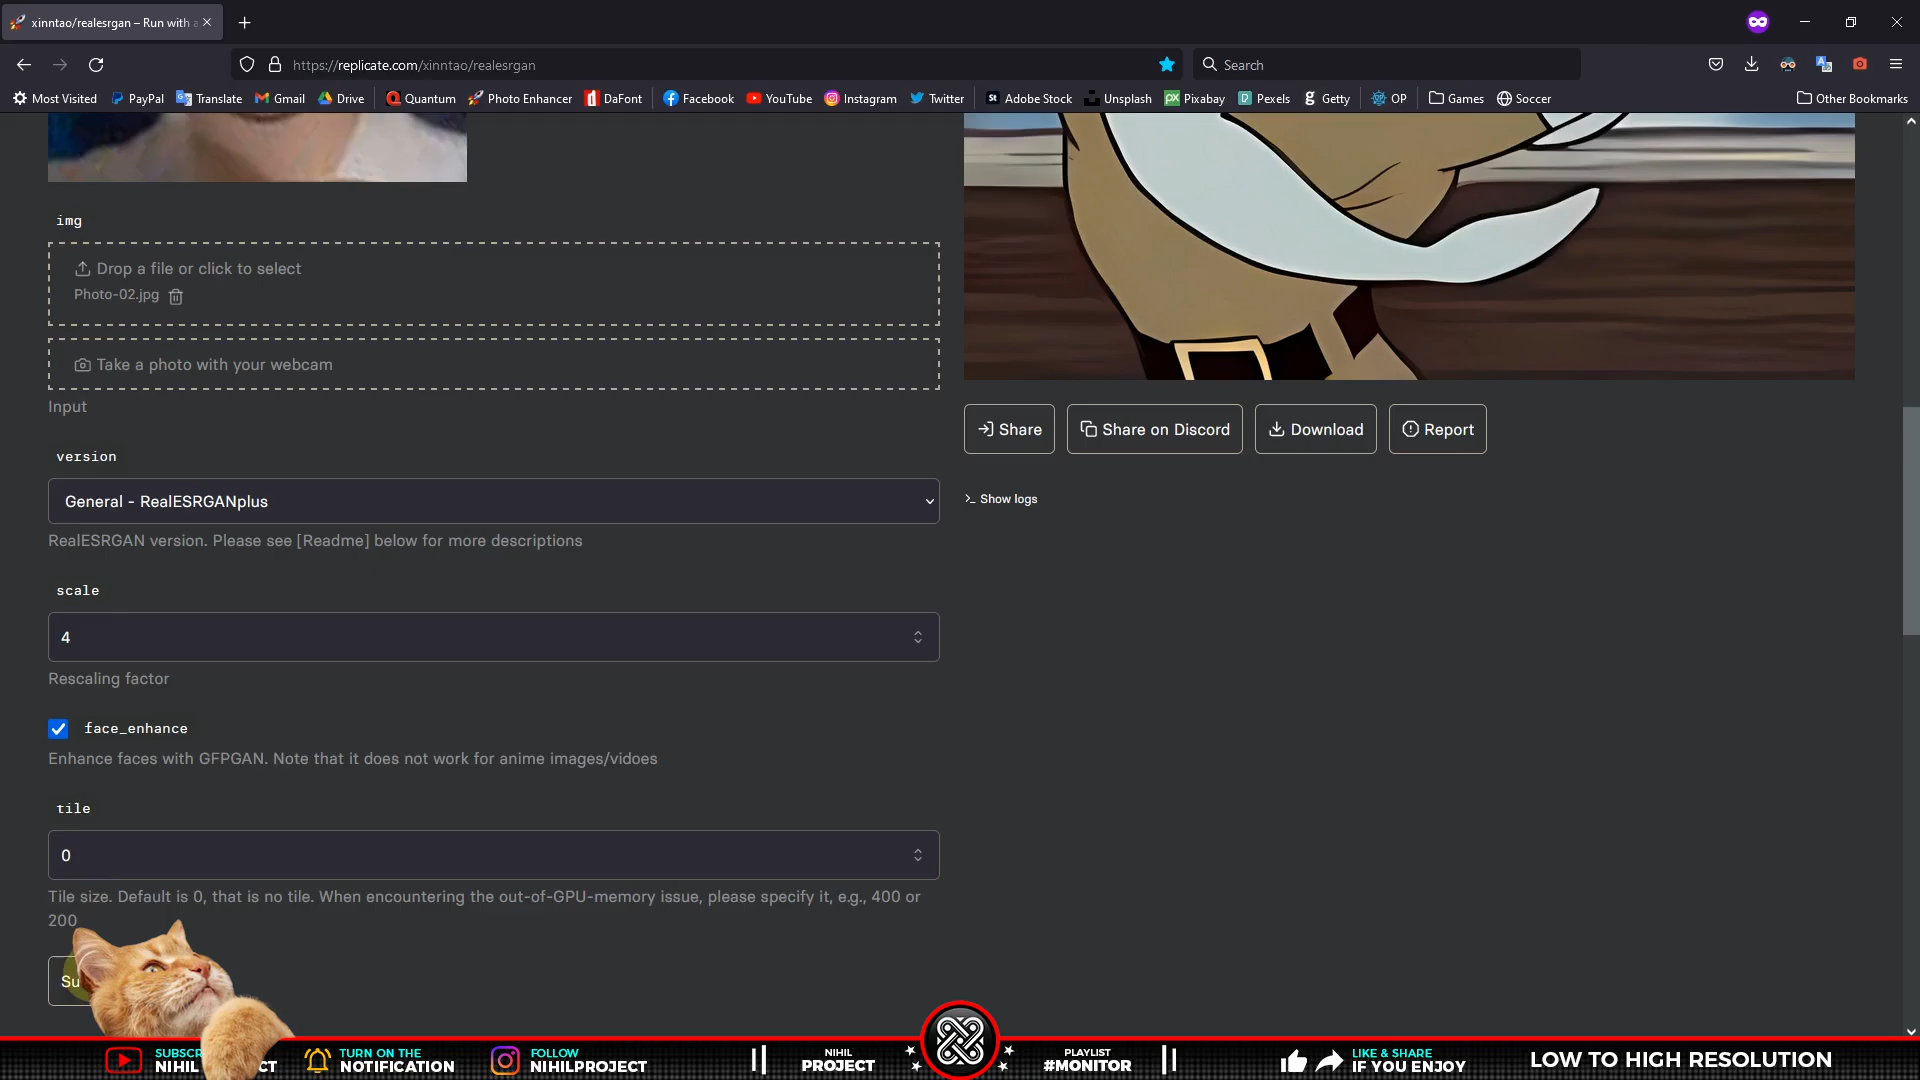 xinntao/realesrgan – Run with a
https://replicate.com/xinntao/realesrgan
Search
Most Visited
PayPal
Translate
Gmail
Drive
Quantum
Photo Enhancer
DaFont
Facebook
YouTube
Instagram
Twitter
Adobe Stock
Unsplash
Pixabay
Pexels
Getty
OP
Games
Soccer
Other Bookmarks
img
Drop a file or click to select
Photo-02.jpg
Take a photo with your webcam
Input
version
General - RealESRGANplus
RealESRGAN version. Please see [Readme] below for more descriptions
scale
4
Rescaling factor
face_enhance
Enhance faces with GFPGAN. Note that it does not work for anime images/vidoes
tile
0
Tile size. Default is 0, that is no tile. When encountering the out-of-GPU-memory issue, please specify it, e.g., 400 or
200
Su
Share
Share on Discord
Download
Report
>_ Show logs
SUBSCR
NIHIL CT
TURN ON THE
NOTIFICATION
FOLLOW
NIHILPROJECT
NIHIL
PROJECT
PLAYLIST
#MONITOR
LIKE & SHARE
IF YOU ENJOY
LOW TO HIGH RESOLUTION